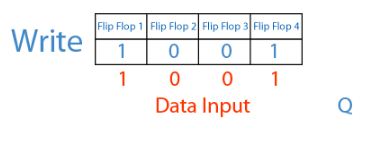 Flip Flop 1 Flip Flop 2 Flip Flop 3 Flip Flop 4
Write 1 0 0 1
1 0 0 1
Data Input Q